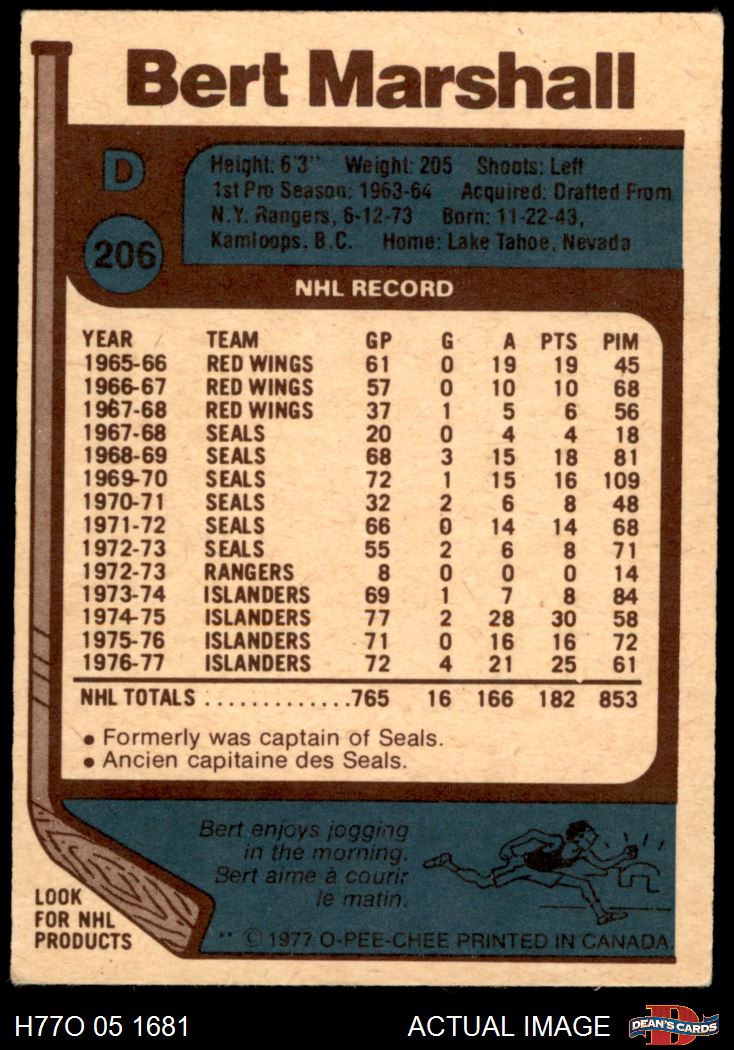 Bert Marshall
D
Height: 6'3" Weight: 205 Shoots: Left
1st Pro Season: 1963-64 Acquired: Drafted From
N.Y. Rangers, 6-12-73 Born: 11-22-43,
Kamloops, B.C. Home: Lake Tahoe, Nevada
206
NHL RECORD
YEAR TEAM GP G A PTS PIM
1965-66 RED WINGS 61 0 19 19 45
1966-67 RED WINGS 57 0 10 10 68
1967-68 RED WINGS 37 1 5 6 56
1967-68 SEALS 20 0 4 4 18
1968-69 SEALS 68 3 15 18 81
1969-70 SEALS 72 1 15 16 109
1970-71 SEALS 32 2 6 8 48
1971-72 SEALS 66 0 14 14 68
1972-73 SEALS 55 2 6 8 71
1972-73 RANGERS 8 0 0 0 14
1973-74 ISLANDERS 69 1 7 8 84
1974-75 ISLANDERS 77 2 28 30 58
1975-76 ISLANDERS 71 0 16 16 72
1976-77 ISLANDERS 72 4 21 25 61
NHL TOTALS .............765 16 166 182 853
• Formerly was captain of Seals.
• Ancien capitaine des Seals.
Bert enjoys jogging
in the morning.
Bert aime à courir
le matin.
LOOK
FOR NHL
PRODUCTS
** © 1977 O-PEE-CHEE PRINTED IN CANADA.
H77O 05 1681 ACTUAL IMAGE DEAN'S CARDS